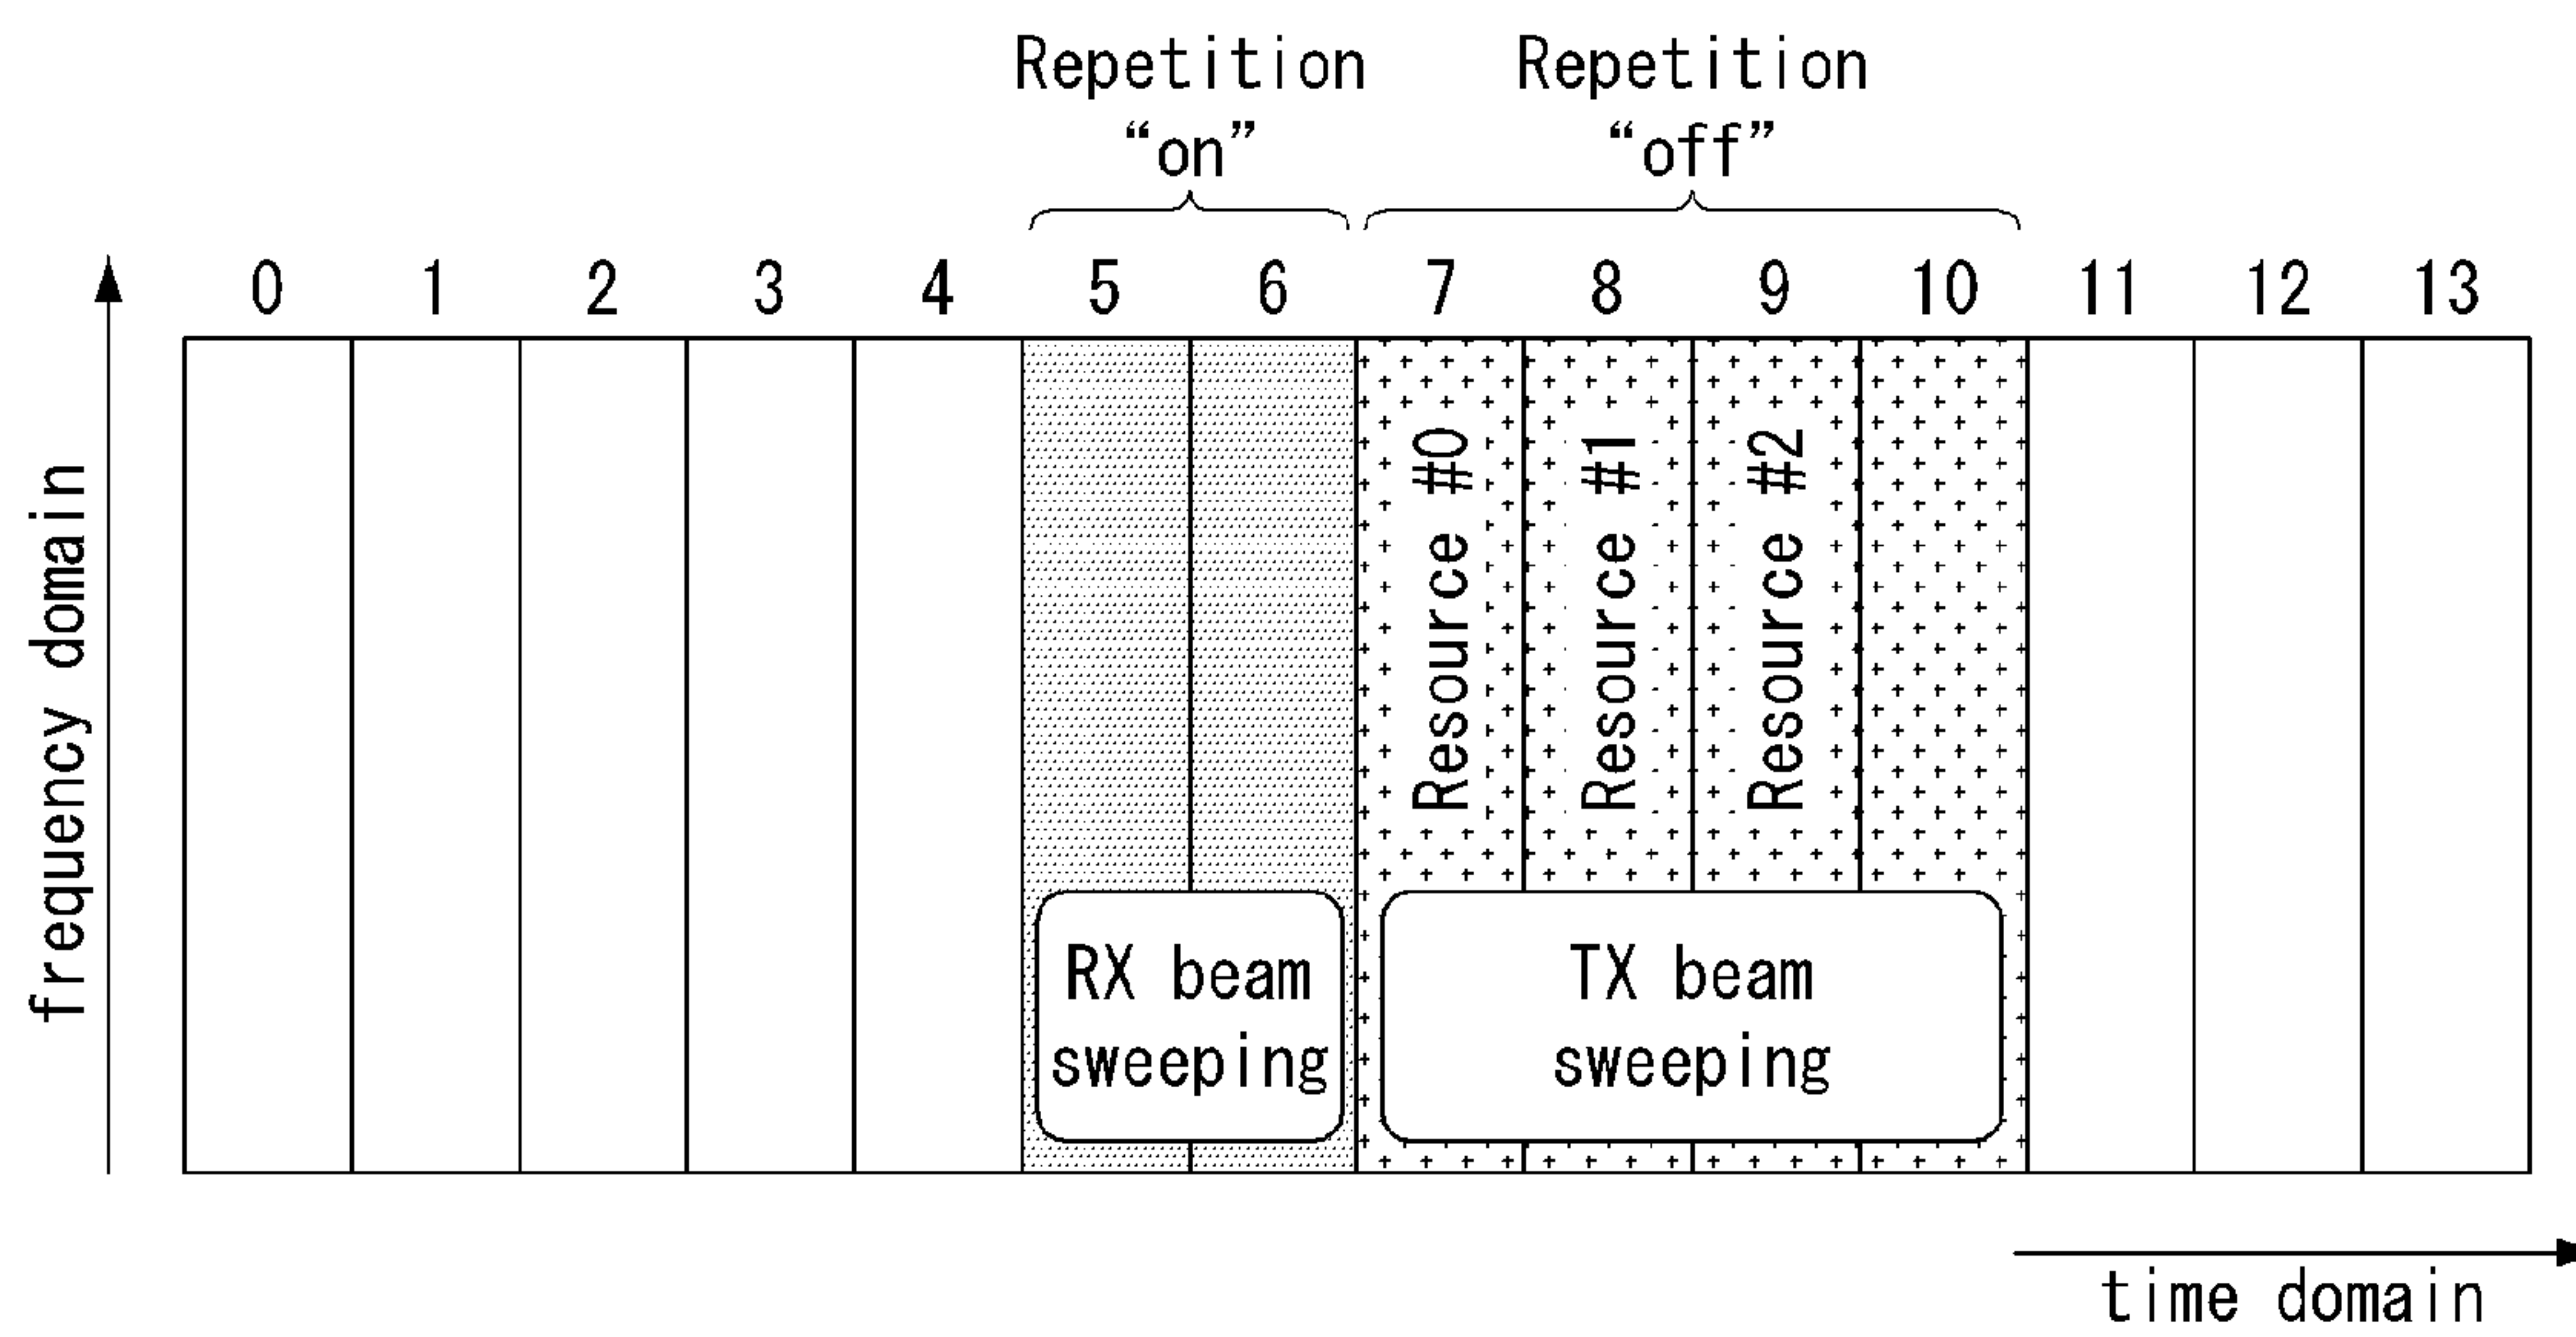 Repetition
“on”
Repetition
“off”
0 1 2 3 4 5 6 7 8 9 10 11 12 13
frequency domain
Resource #0
Resource #1
Resource #2
RX beam
sweeping
TX beam
sweeping
time domain